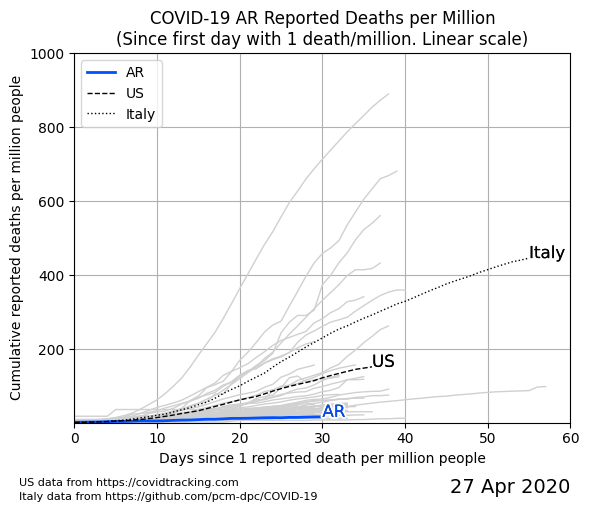 COVID-19 AR Reported Deaths per Million
(Since first day with 1 death/million. Linear scale)
Cumulative reported deaths per million people
1000
800
600
400
200
AR
US
Italy
Italy
US
AR
0
10
20
30
40
50
60
Days since 1 reported death per million people
US data from https://covidtracking.com
Italy data from https://github.com/pcm-dpc/COVID-19
27 Apr 2020